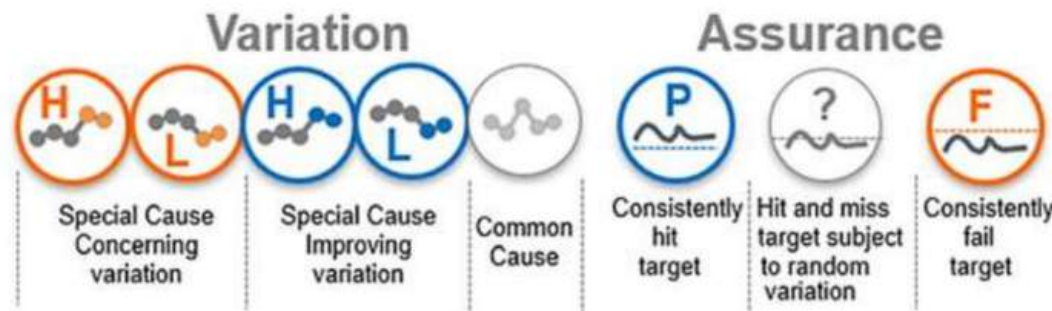 Variation
Assurance
H
L
H
L
P
?
F
Special Cause
Concerning
variation
Special Cause
Improving
variation
Common
Cause
Consistently
hit
target
Hit and miss
target subject
to random
variation
Consistently
fail
target